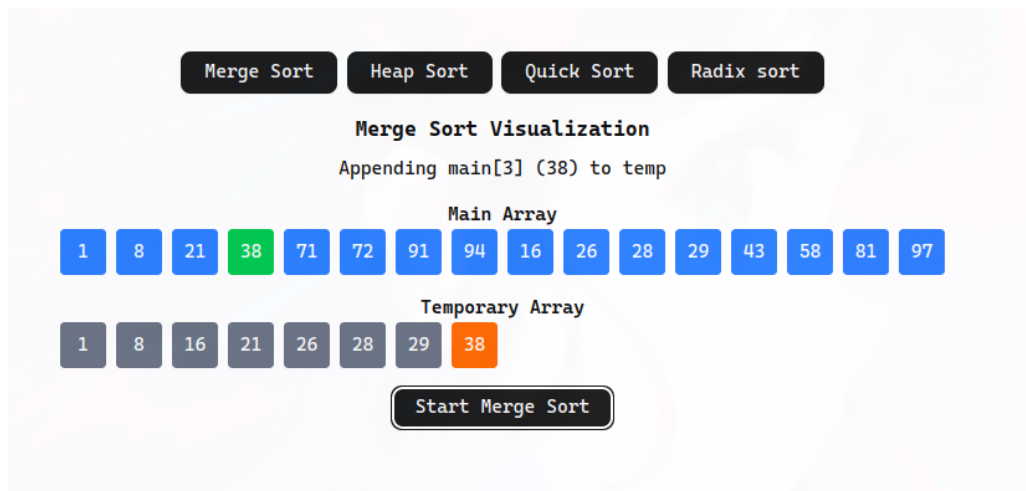 Merge Sort Heap Sort Quick Sort Radix sort
Merge Sort Visualization
Appending main[3] (38) to temp
Main Array
1 8 21 38 71 72 91 94 16 26 28 29 43 58 81 97
Temporary Array
1 8 16 21 26 28 29 38
Start Merge Sort